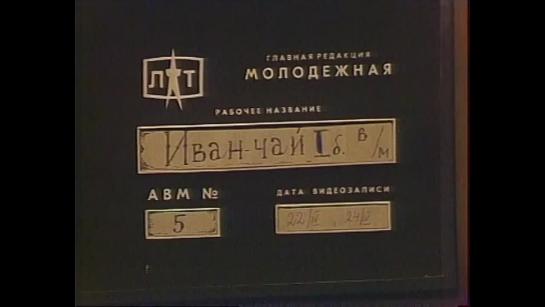 ЛТ
ГЛАВНАЯ РЕДАКЦИЯ
МОЛОДЕЖНАЯ
РАБОЧЕЕ НАЗВАНИЕ
Иван-чай I б. в/м
АВМ №
5
ДАТА ВИДЕОЗАПИСИ